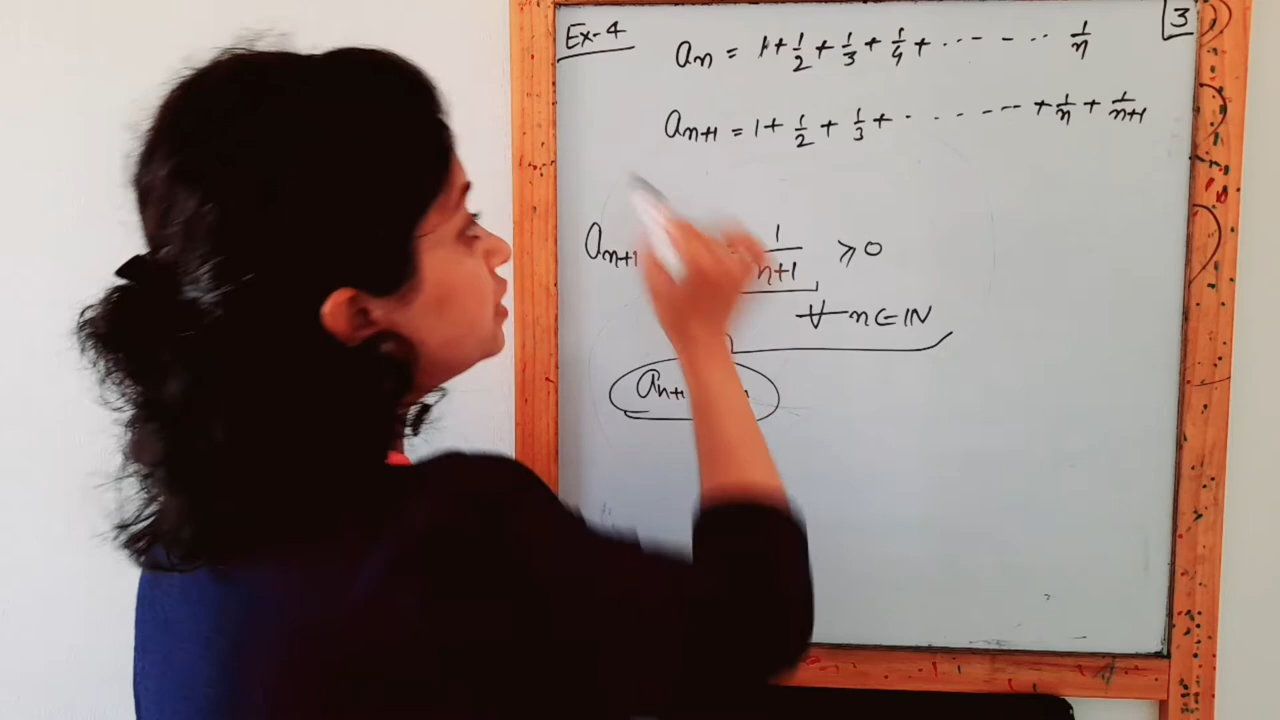 Ex-4
3
aₙ = 1 + 1/2 + 1/3 + 1/4 + ........ 1/n
aₙ₊₁ = 1 + 1/2 + 1/3 + ........ + 1/n + 1/n+1
aₙ₊₁ 1/n+1 ⩾ 0
∀ n ∈ ℕ
aₙ₊